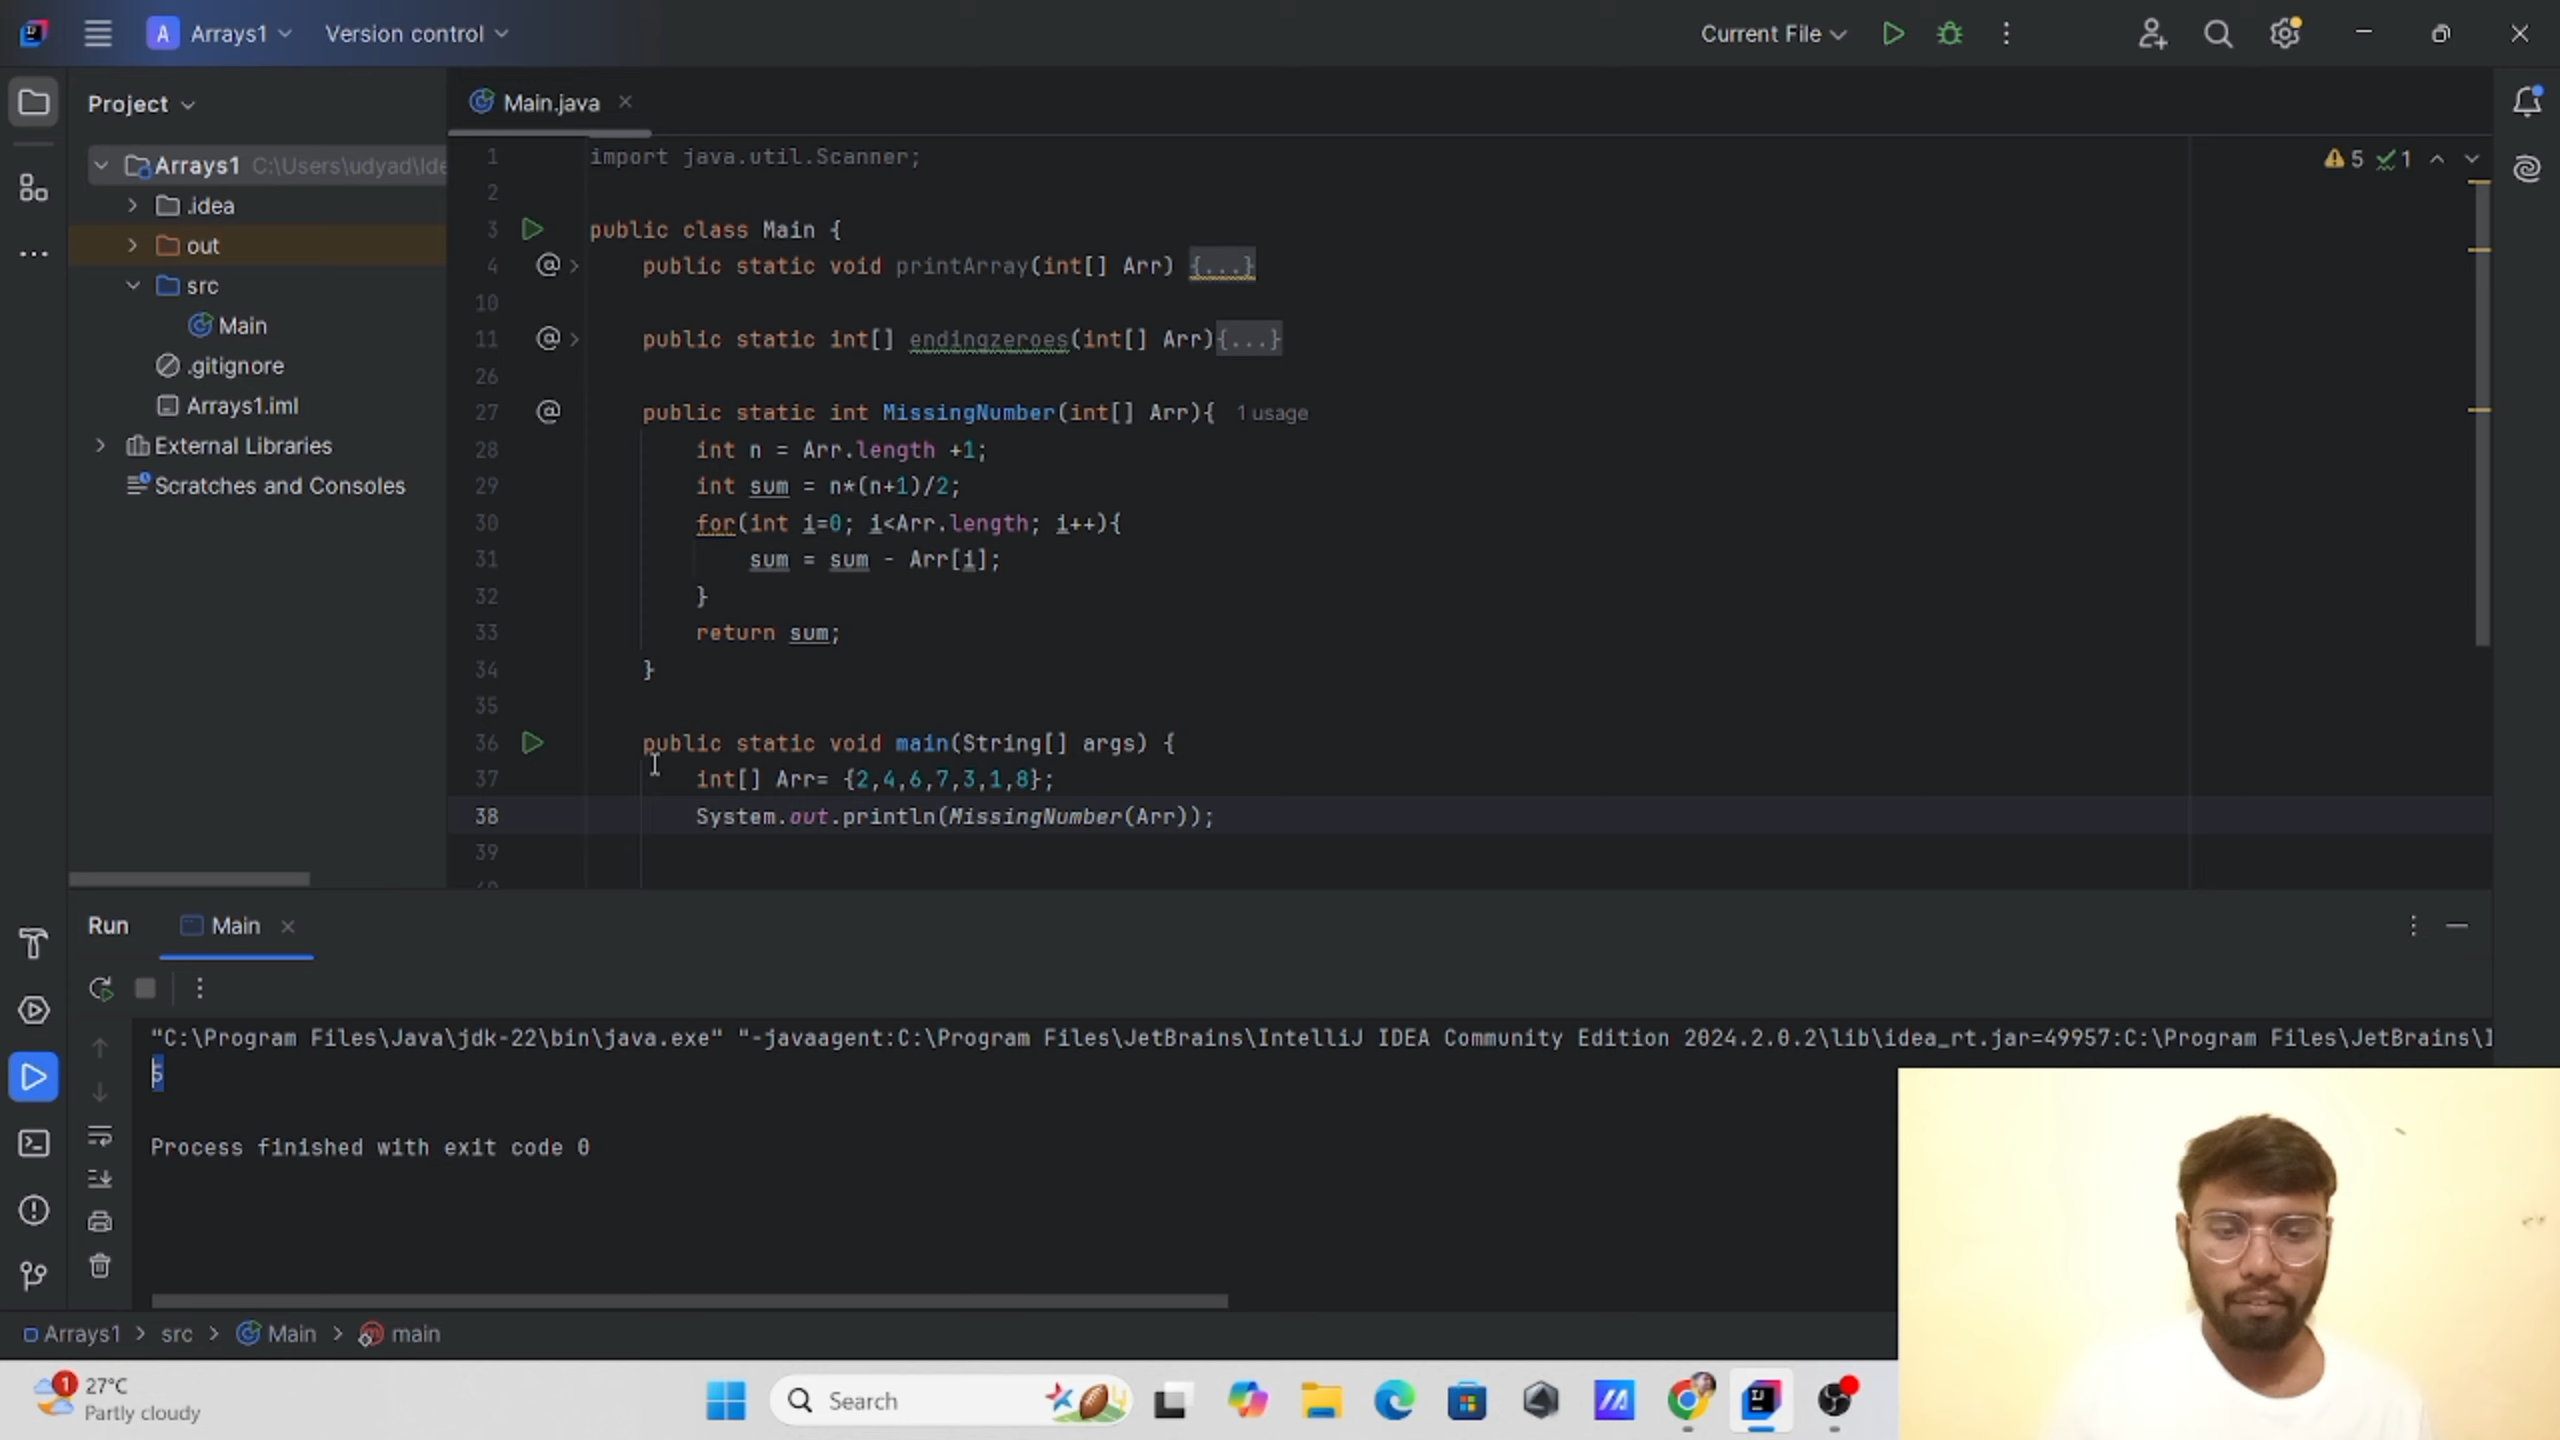 A Arrays1 Version control Current File
Project
Main.java
Arrays1 C:\Users\udyad\Ide
.idea
out
src
Main
.gitignore
Arrays1.iml
External Libraries
Scratches and Consoles
5 1
1 import java.util.Scanner;
2
3 public class Main {
4 @ public static void printArray(int[] Arr) {...}
10
11 @ public static int[] endingzeroes(int[] Arr){...}
26
27 @ public static int MissingNumber(int[] Arr){ 1 usage
28 int n = Arr.length +1;
29 int sum = n*(n+1)/2;
30 for(int i=0; i<Arr.length; i++){
31 sum = sum - Arr[i];
32 }
33 return sum;
34 }
35
36 public static void main(String[] args) {
37 int[] Arr= {2,4,6,7,3,1,8};
38 System.out.println(MissingNumber(Arr));
39
Run Main
"C:\Program Files\Java\jdk-22\bin\java.exe" "-javaagent:C:\Program Files\JetBrains\IntelliJ IDEA Community Edition 2024.2.0.2\lib\idea_rt.jar=49957:C:\Program Files\JetBrains\I
5
Process finished with exit code 0
Arrays1 > src > Main > main
1 27°C
Partly cloudy
Search